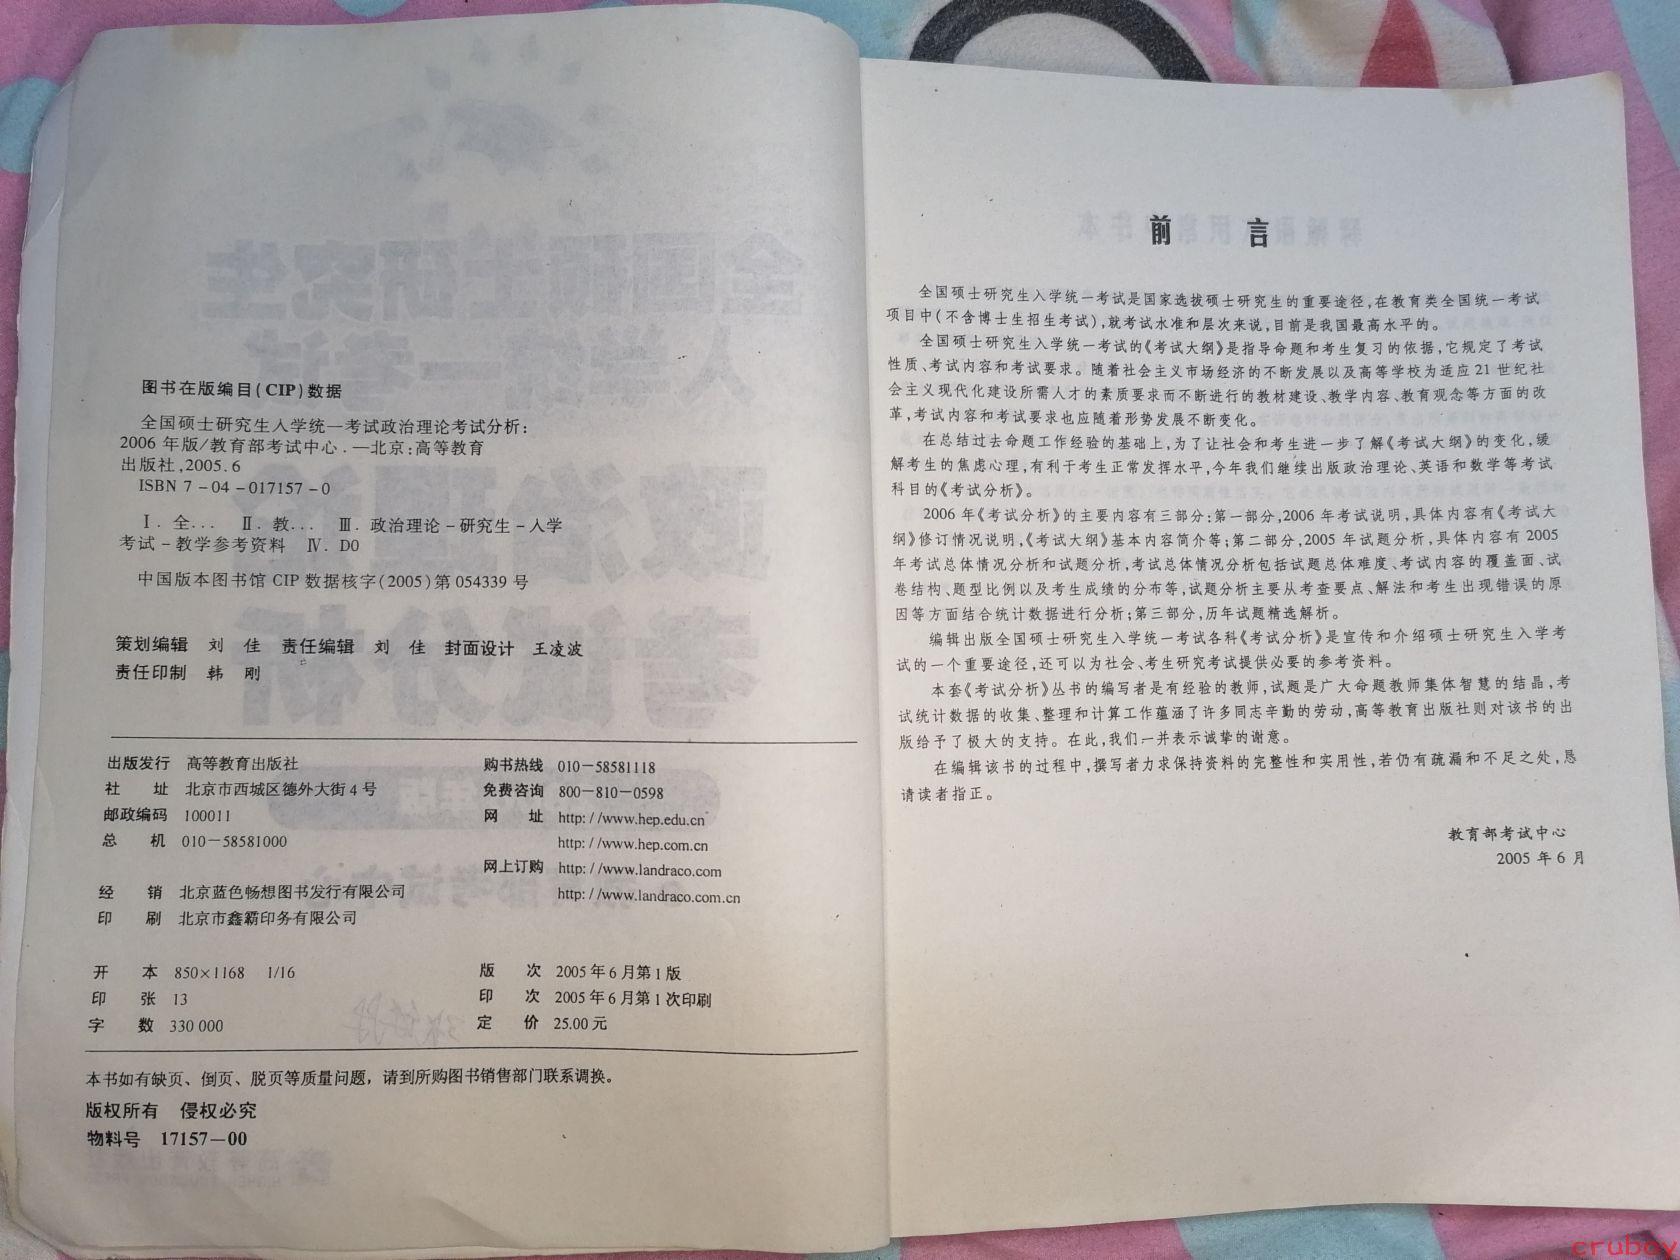 图书在版编目(CIP)数据
全国硕士研究生入学统一考试政治理论考试分析:
2006 年版/教育部考试中心.—北京:高等教育
出版社,2005.6
ISBN 7－04－017157－0
Ⅰ. 全... Ⅱ. 教... Ⅲ. 政治理论－研究生－入学
考试－教学参考资料 Ⅳ. D0
中国版本图书馆 CIP 数据核字(2005)第 054339 号
策划编辑 刘 佳 责任编辑 刘 佳 封面设计 王凌波
责任印制 韩 刚
出版发行 高等教育出版社
社 址 北京市西城区德外大街 4 号
邮政编码 100011
总 机 010－58581000
经 销 北京蓝色畅想图书发行有限公司
印 刷 北京市鑫霸印务有限公司
购书热线 010－58581118
免费咨询 800－810－0598
网 址 http://www.hep.edu.cn
http://www.hep.com.cn
网上订购 http://www.landraco.com
http://www.landraco.com.cn
开 本 850×1168 1/16
印 张 13
字 数 330 000
版 次 2005 年 6 月第 1 版
印 次 2005 年 6 月第 1 次印刷
定 价 25.00 元
本书如有缺页、倒页、脱页等质量问题，请到所购图书销售部门联系调换。
版权所有 侵权必究
物料号 17157－00
前 言
全国硕士研究生入学统一考试是国家选拔硕士研究生的重要途径,在教育类全国统一考试
项目中(不含博士生招生考试),就考试水准和层次来说,目前是我国最高水平的。
全国硕士研究生入学统一考试的《考试大纲》是指导命题和考生复习的依据,它规定了考试
性质、考试内容和考试要求。随着社会主义市场经济的不断发展以及高等学校为适应 21 世纪社
会主义现代化建设所需人才的素质要求而不断进行的教材建设、教学内容、教育观念等方面的改
革,考试内容和考试要求也应随着形势发展不断变化。
在总结过去命题工作经验的基础上,为了让社会和考生进一步了解《考试大纲》的变化,缓
解考生的焦虑心理,有利于考生正常发挥水平,今年我们继续出版政治理论、英语和数学等考试
科目的《考试分析》。
2006 年《考试分析》的主要内容有三部分:第一部分,2006 年考试说明,具体内容有《考试大
纲》修订情况说明,《考试大纲》基本内容简介等;第二部分,2005 年试题分析,具体内容有 2005
年考试总体情况分析和试题分析,考试总体情况分析包括试题总体难度、考试内容的覆盖面、试
卷结构、题型比例以及考生成绩的分布等,试题分析主要从考查要点、解法和考生出现错误的原
因等方面结合统计数据进行分析;第三部分,历年试题精选解析。
编辑出版全国硕士研究生入学统一考试各科《考试分析》是宣传和介绍硕士研究生入学考
试的一个重要途径,还可以为社会、考生研究考试提供必要的参考资料。
本套《考试分析》丛书的编写者是有经验的教师,试题是广大命题教师集体智慧的结晶,考
试统计数据的收集、整理和计算工作蕴涵了许多同志辛勤的劳动,高等教育出版社则对该书的出
版给予了极大的支持。在此,我们一并表示诚挚的谢意。
在编辑该书的过程中,撰写者力求保持资料的完整性和实用性,若仍有疏漏和不足之处,恳
请读者指正。
教育部考试中心
2005 年 6 月
cruboy